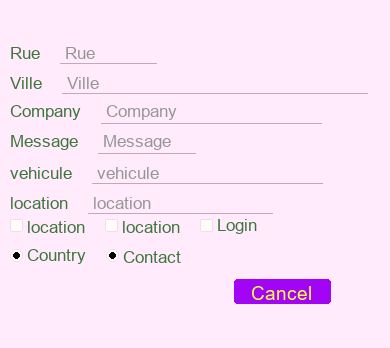 Rue Rue
Ville Ville
Company Company
Message Message
vehicule vehicule
location location
location location Login
Country Contact
Cancel